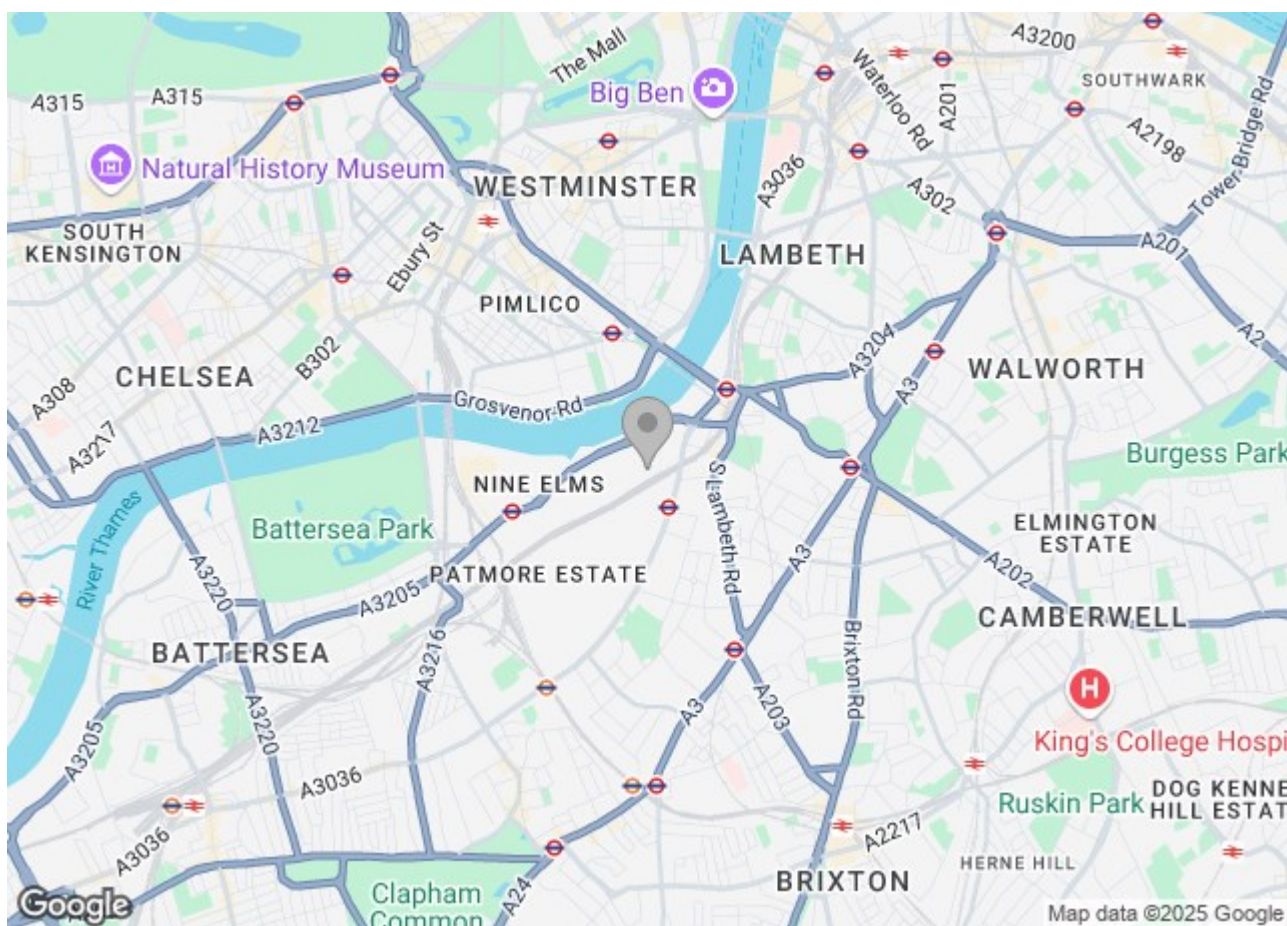 A3200
The Mall
Waterloo Rd
A201
SOUTHWARK
A315
A315
Big Ben
A2198
Tower Bridge Rd
Natural History Museum
A3036
WESTMINSTER
A302
SOUTH
KENSINGTON
Ebury St
LAMBETH
A201
PIMLICO
A2
B302
A3204
CHELSEA
WALWORTH
A308
A3
Grosvenor Rd
A3212
A3217
Burgess Park
NINE ELMS
S Lambeth Rd
River Thames
Battersea Park
ELMINGTON
ESTATE
A3
A202
PATMORE ESTATE
A3220
A3205
CAMBERWELL
BATTERSEA
A3216
Brixton Rd
H
A203
A3
A3205
A3220
King's College Hospi
A3036
DOG KENNE
HILL ESTAT
Ruskin Park
A3036
A2217
HERNE HILL
BRIXTON
A24
Clapham
Common
Google
Map data ©2025 Google